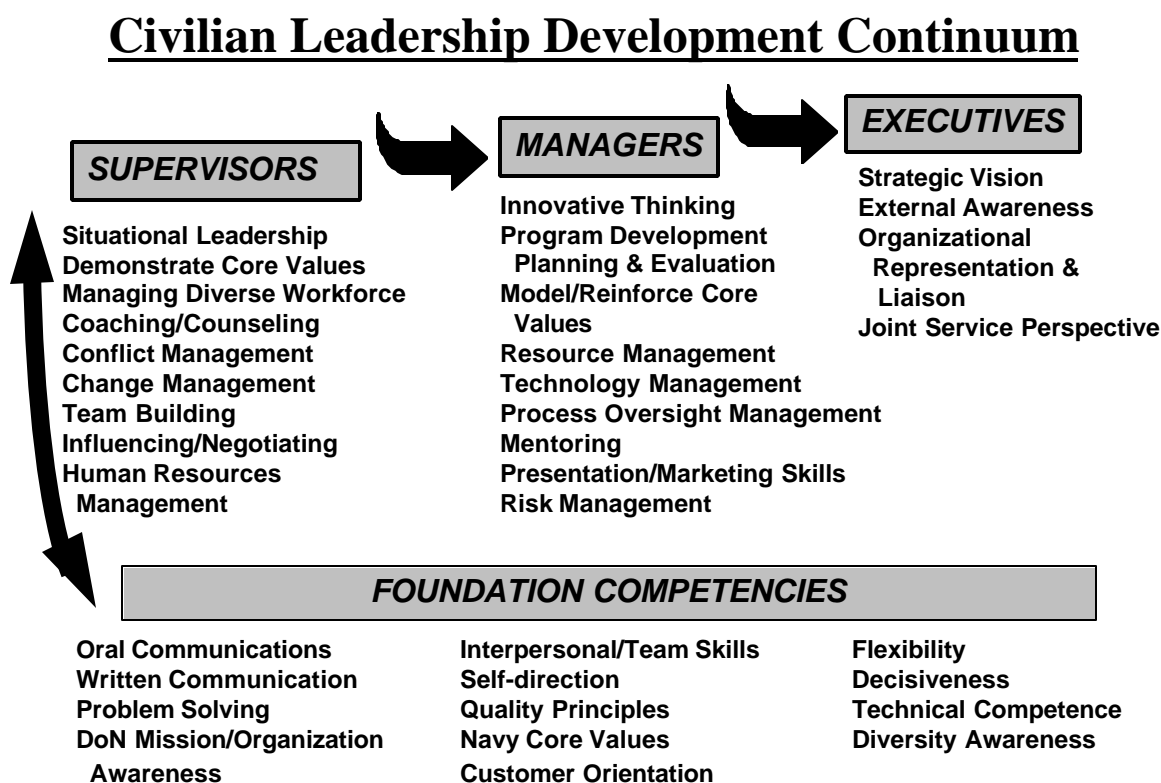 Civilian Leadership Development Continuum
SUPERVISORS
Situational Leadership
Demonstrate Core Values
Managing Diverse Workforce
Coaching/Counseling
Conflict Management
Change Management
Team Building
Influencing/Negotiating
Human Resources
Management
MANAGERS
Innovative Thinking
Program Development
Planning & Evaluation
Model/Reinforce Core
Values
Resource Management
Technology Management
Process Oversight Management
Mentoring
Presentation/Marketing Skills
Risk Management
EXECUTIVES
Strategic Vision
External Awareness
Organizational
Representation &
Liaison
Joint Service Perspective
FOUNDATION COMPETENCIES
Oral Communications
Written Communication
Problem Solving
DoN Mission/Organization
Awareness
Interpersonal/Team Skills
Self-direction
Quality Principles
Navy Core Values
Customer Orientation
Flexibility
Decisiveness
Technical Competence
Diversity Awareness